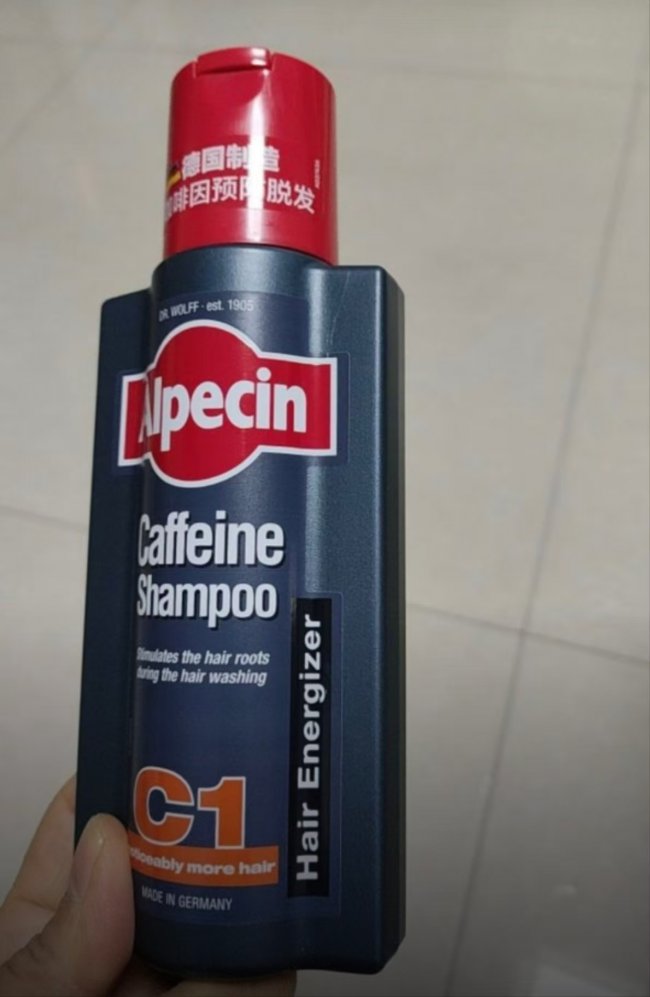 德国制造
咖啡因预防脱发
DR. WOLFF · est. 1905
Alpecin
Caffeine
Shampoo
Stimulates the hair roots
during the hair washing
Hair Energizer
C1
noticeably more hair
MADE IN GERMANY